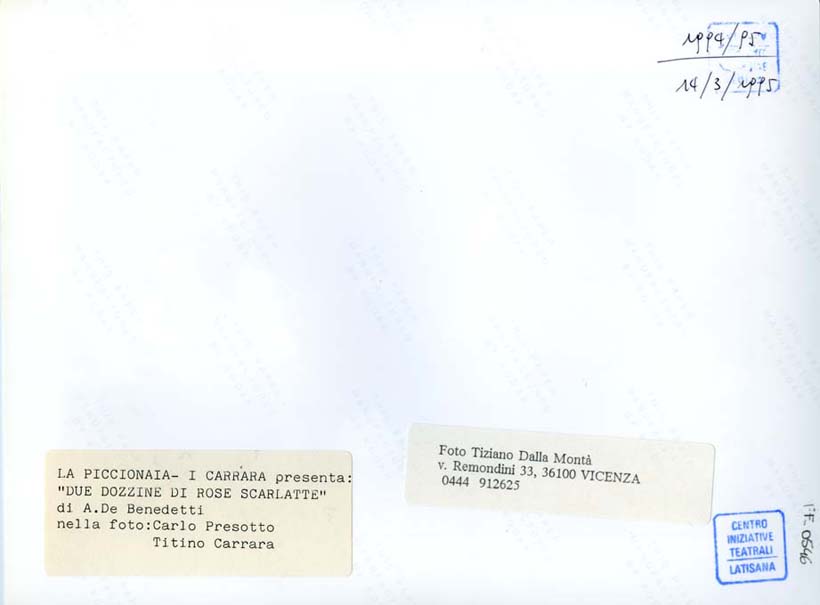 1994/95
14/3/1995
LA PICCIONAIA- I CARRARA presenta:
"DUE DOZZINE DI ROSE SCARLATTE"
di A.De Benedetti
nella foto:Carlo Presotto
Titino Carrara
Foto Tiziano Dalla Montà
v. Remondini 33, 36100 VICENZA
0444 912625
CENTRO
INIZIATIVE
TEATRALI
LATISANA
FF_0546